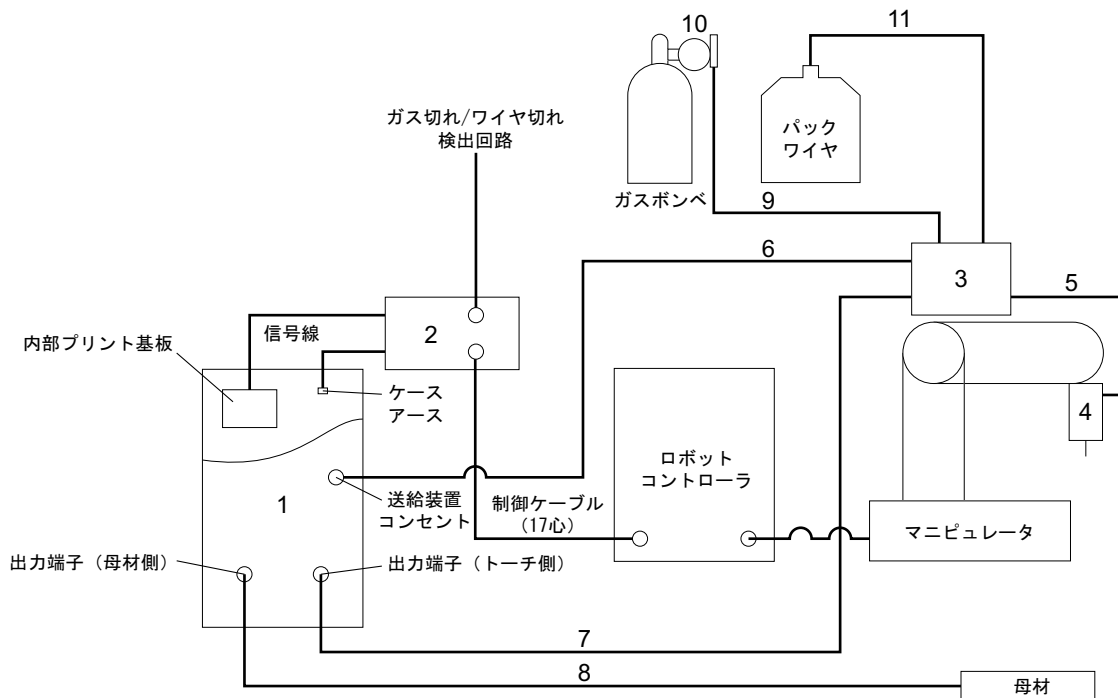 10
11
ガス切れ/ワイヤ切れ
検出回路
パック
ワイヤ
ガスボンベ
9
6
3
5
信号線
2
内部プリント基板
ケース
アース
4
ロボット
コントローラ
1
送給装置
コンセント
制御ケーブル
(17心)
マニピュレータ
出力端子（母材側）
出力端子（トーチ側）
7
8
母材